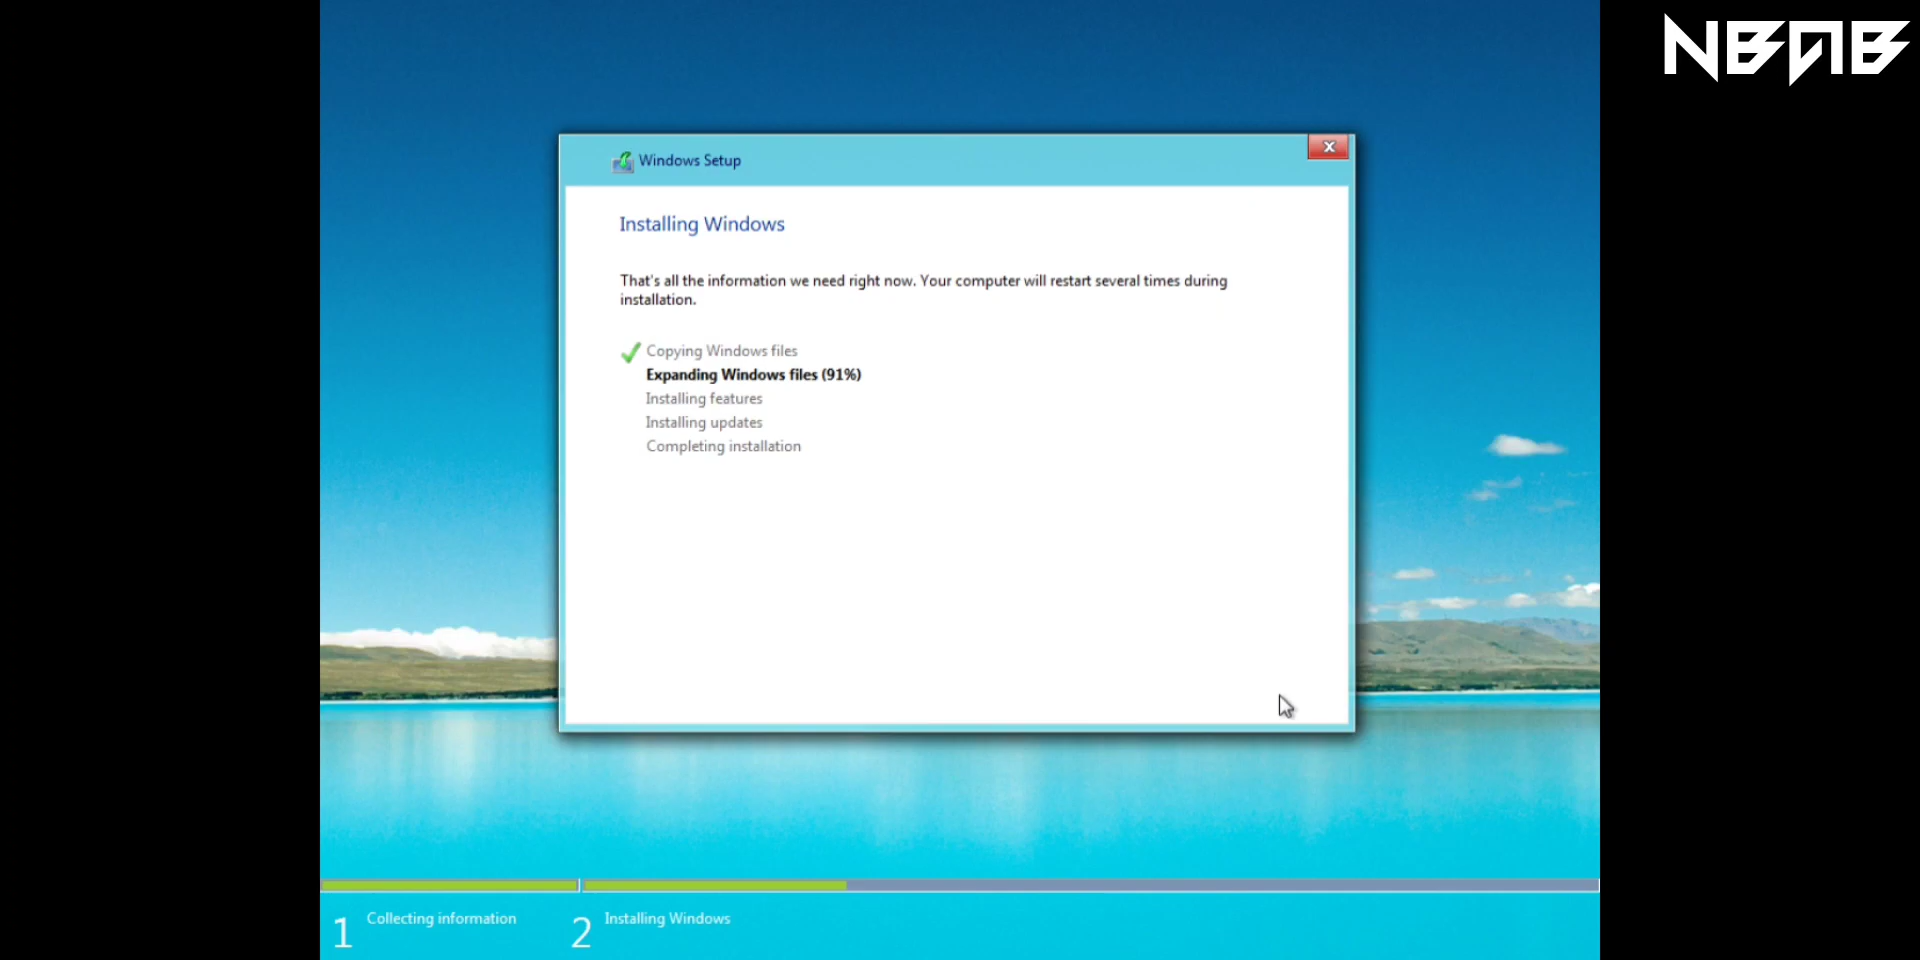 NBAB
Windows Setup
Installing Windows
That's all the information we need right now. Your computer will restart several times during
installation.
Copying Windows files
Expanding Windows files (91%)
Installing features
Installing updates
Completing installation
1 Collecting information
2 Installing Windows